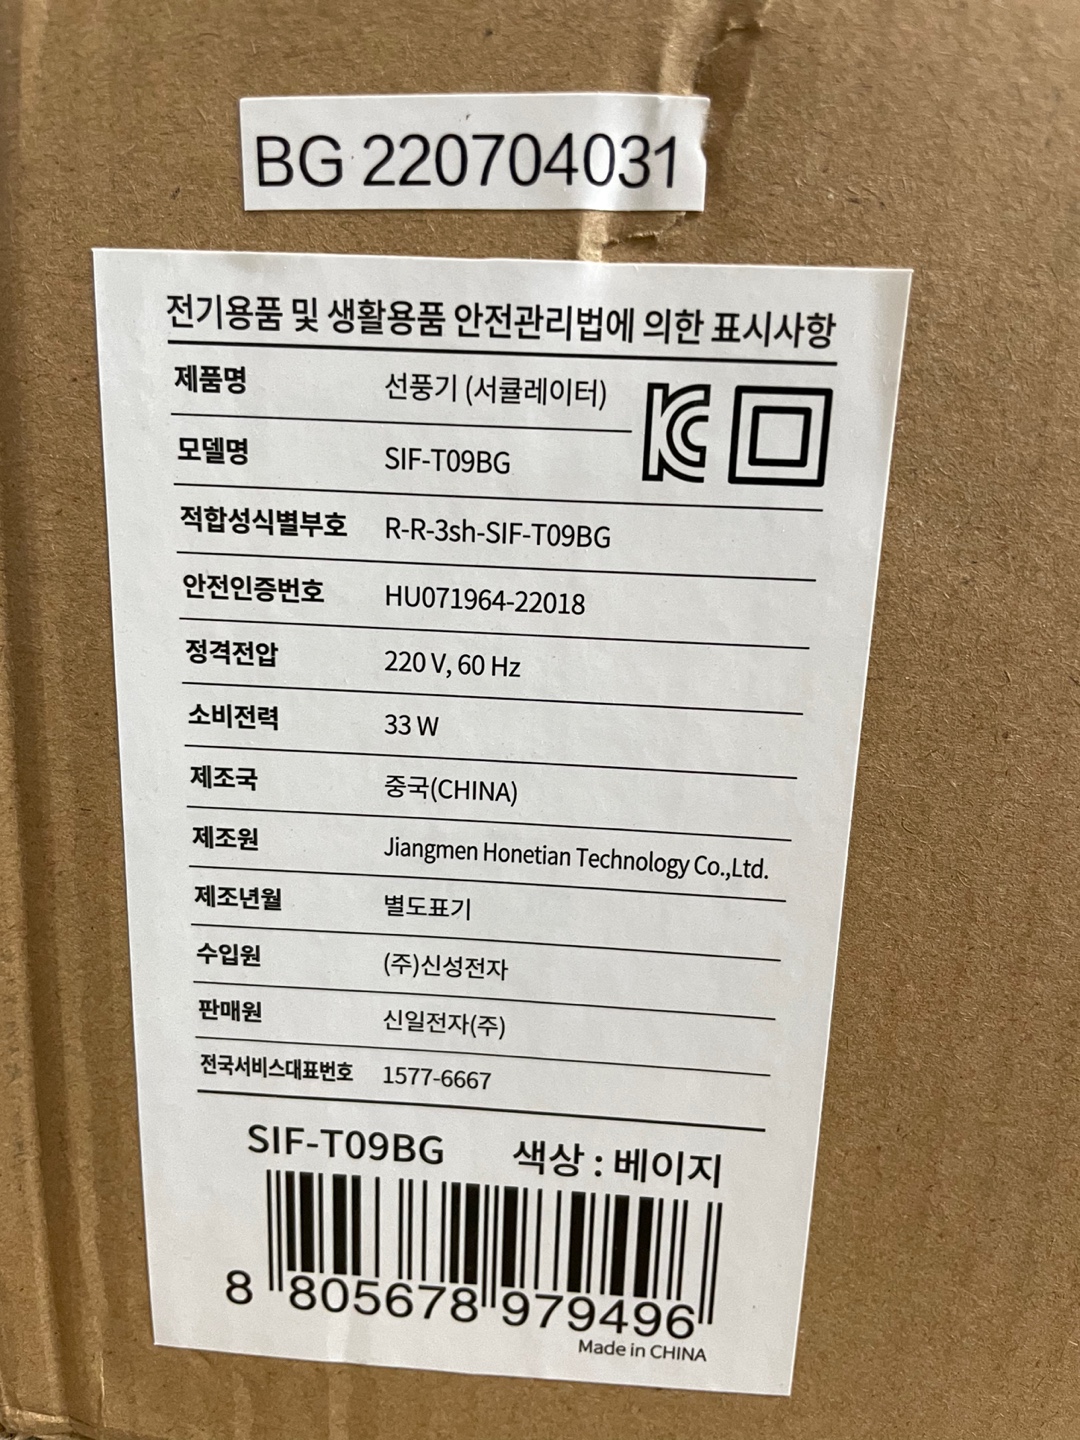 BG 220704031
전기용품 및 생활용품 안전관리법에 의한 표시사항
제품명 선풍기 (서큘레이터)
모델명 SIF-T09BG
적합성식별부호 R-R-3sh-SIF-T09BG
안전인증번호 HU071964-22018
정격전압 220 V, 60 Hz
소비전력 33 W
제조국 중국(CHINA)
제조원 Jiangmen Honetian Technology Co.,Ltd.
제조년월 별도표기
수입원 (주)신성전자
판매원 신일전자(주)
전국서비스대표번호 1577-6667
SIF-T09BG 색상 : 베이지
8 805678 979496
Made in CHINA